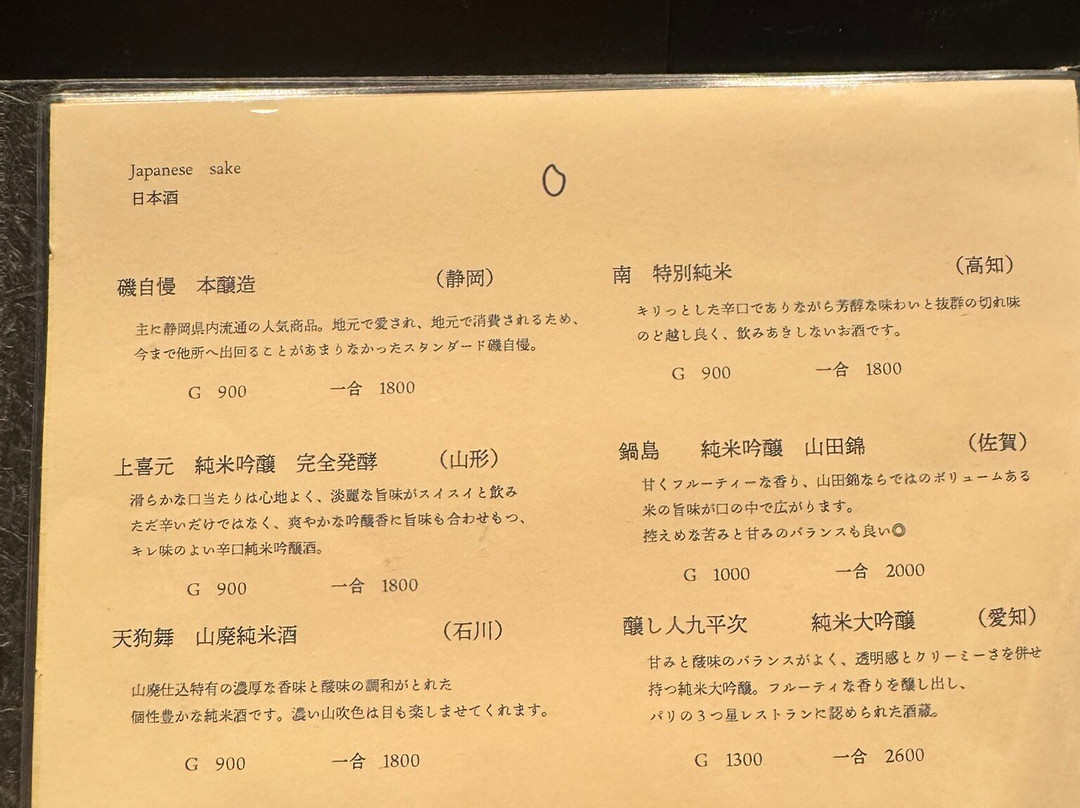 Japanese sake
日本酒
磯自慢 本醸造 （静岡）
主に静岡県内流通の人気商品。地元で愛され、地元で消費されるため、
今まで他所へ出回ることがあまりなかったスタンダード磯自慢。
G 900 一合 1800
上喜元 純米吟醸 完全発酵 （山形）
滑らかな口当たりは心地よく、淡麗な旨味がスイスイと飲み
ただ辛いだけではなく、爽やかな吟醸香に旨味も合わせもつ、
キレ味のよい辛口純米吟醸酒。
G 900 一合 1800
天狗舞 山廃純米酒 （石川）
山廃仕込特有の濃厚な香味と酸味の調和がとれた
個性豊かな純米酒です。濃い山吹色は目も楽しませてくれます。
G 900 一合 1800
南 特別純米 （高知）
キリっとした辛口でありながら芳醇な味わいと抜群の切れ味
のど越し良く、飲みあきしないお酒です。
G 900 一合 1800
鍋島 純米吟醸 山田錦 （佐賀）
甘くフルーティーな香り、山田錦ならではのボリュームある
米の旨味が口の中で広がります。
控えめな苦みと甘みのバランスも良い◎
G 1000 一合 2000
醸し人九平次 純米大吟醸 （愛知）
甘みと酸味のバランスがよく、透明感とクリーミーさを併せ
持つ純米大吟醸。フルーティな香りを醸し出し、
パリの３つ星レストランに認められた酒蔵。
G 1300 一合 2600